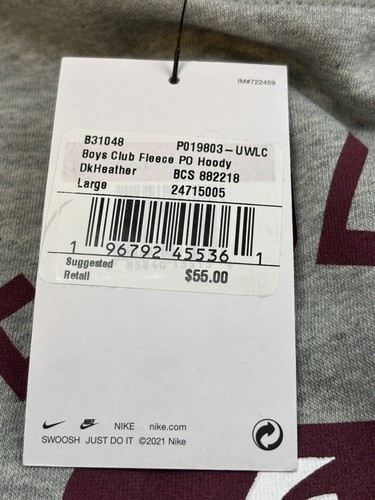 IM#722459
B31048 P019803-UWLC
Boys Club Fleece PO Hoody
DkHeather BCS 882218
Large 24715005
1 96792 45536 1
Suggested
Retail $55.00
NIKE nike.com
SWOOSH JUST DO IT ©2021 Nike